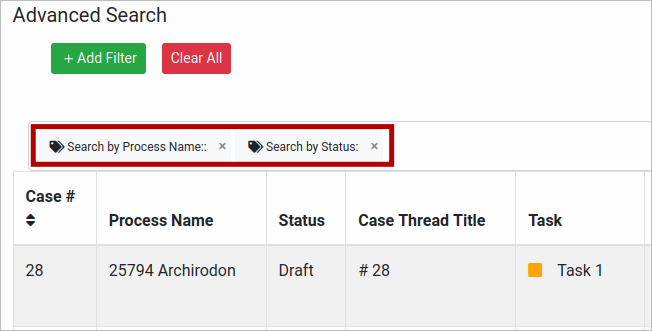 Advanced Search
+ Add Filter Clear All
Search by Process Name:: × Search by Status: ×
Case # Process Name Status Case Thread Title Task
28 25794 Archirodon Draft # 28 Task 1